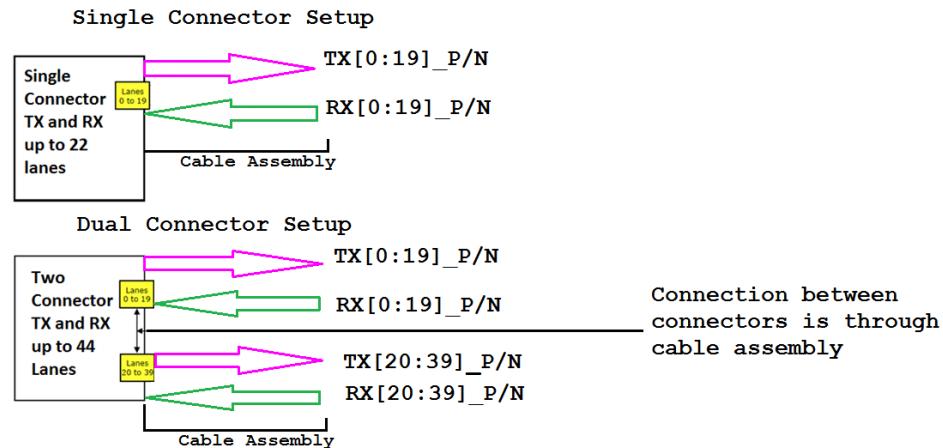 Single Connector Setup
TX[0:19]_P/N
Single
Connector
TX and RX
up to 22
lanes
Lanes
0 to 19
RX[0:19]_P/N
Cable Assembly
Dual Connector Setup
TX[0:19]_P/N
Two
Connector
TX and RX
up to 44
Lanes
Lanes
0 to 19
RX[0:19]_P/N
Connection between
connectors is through
cable assembly
Lanes
20 to 39
TX[20:39]_P/N
RX[20:39]_P/N
Cable Assembly